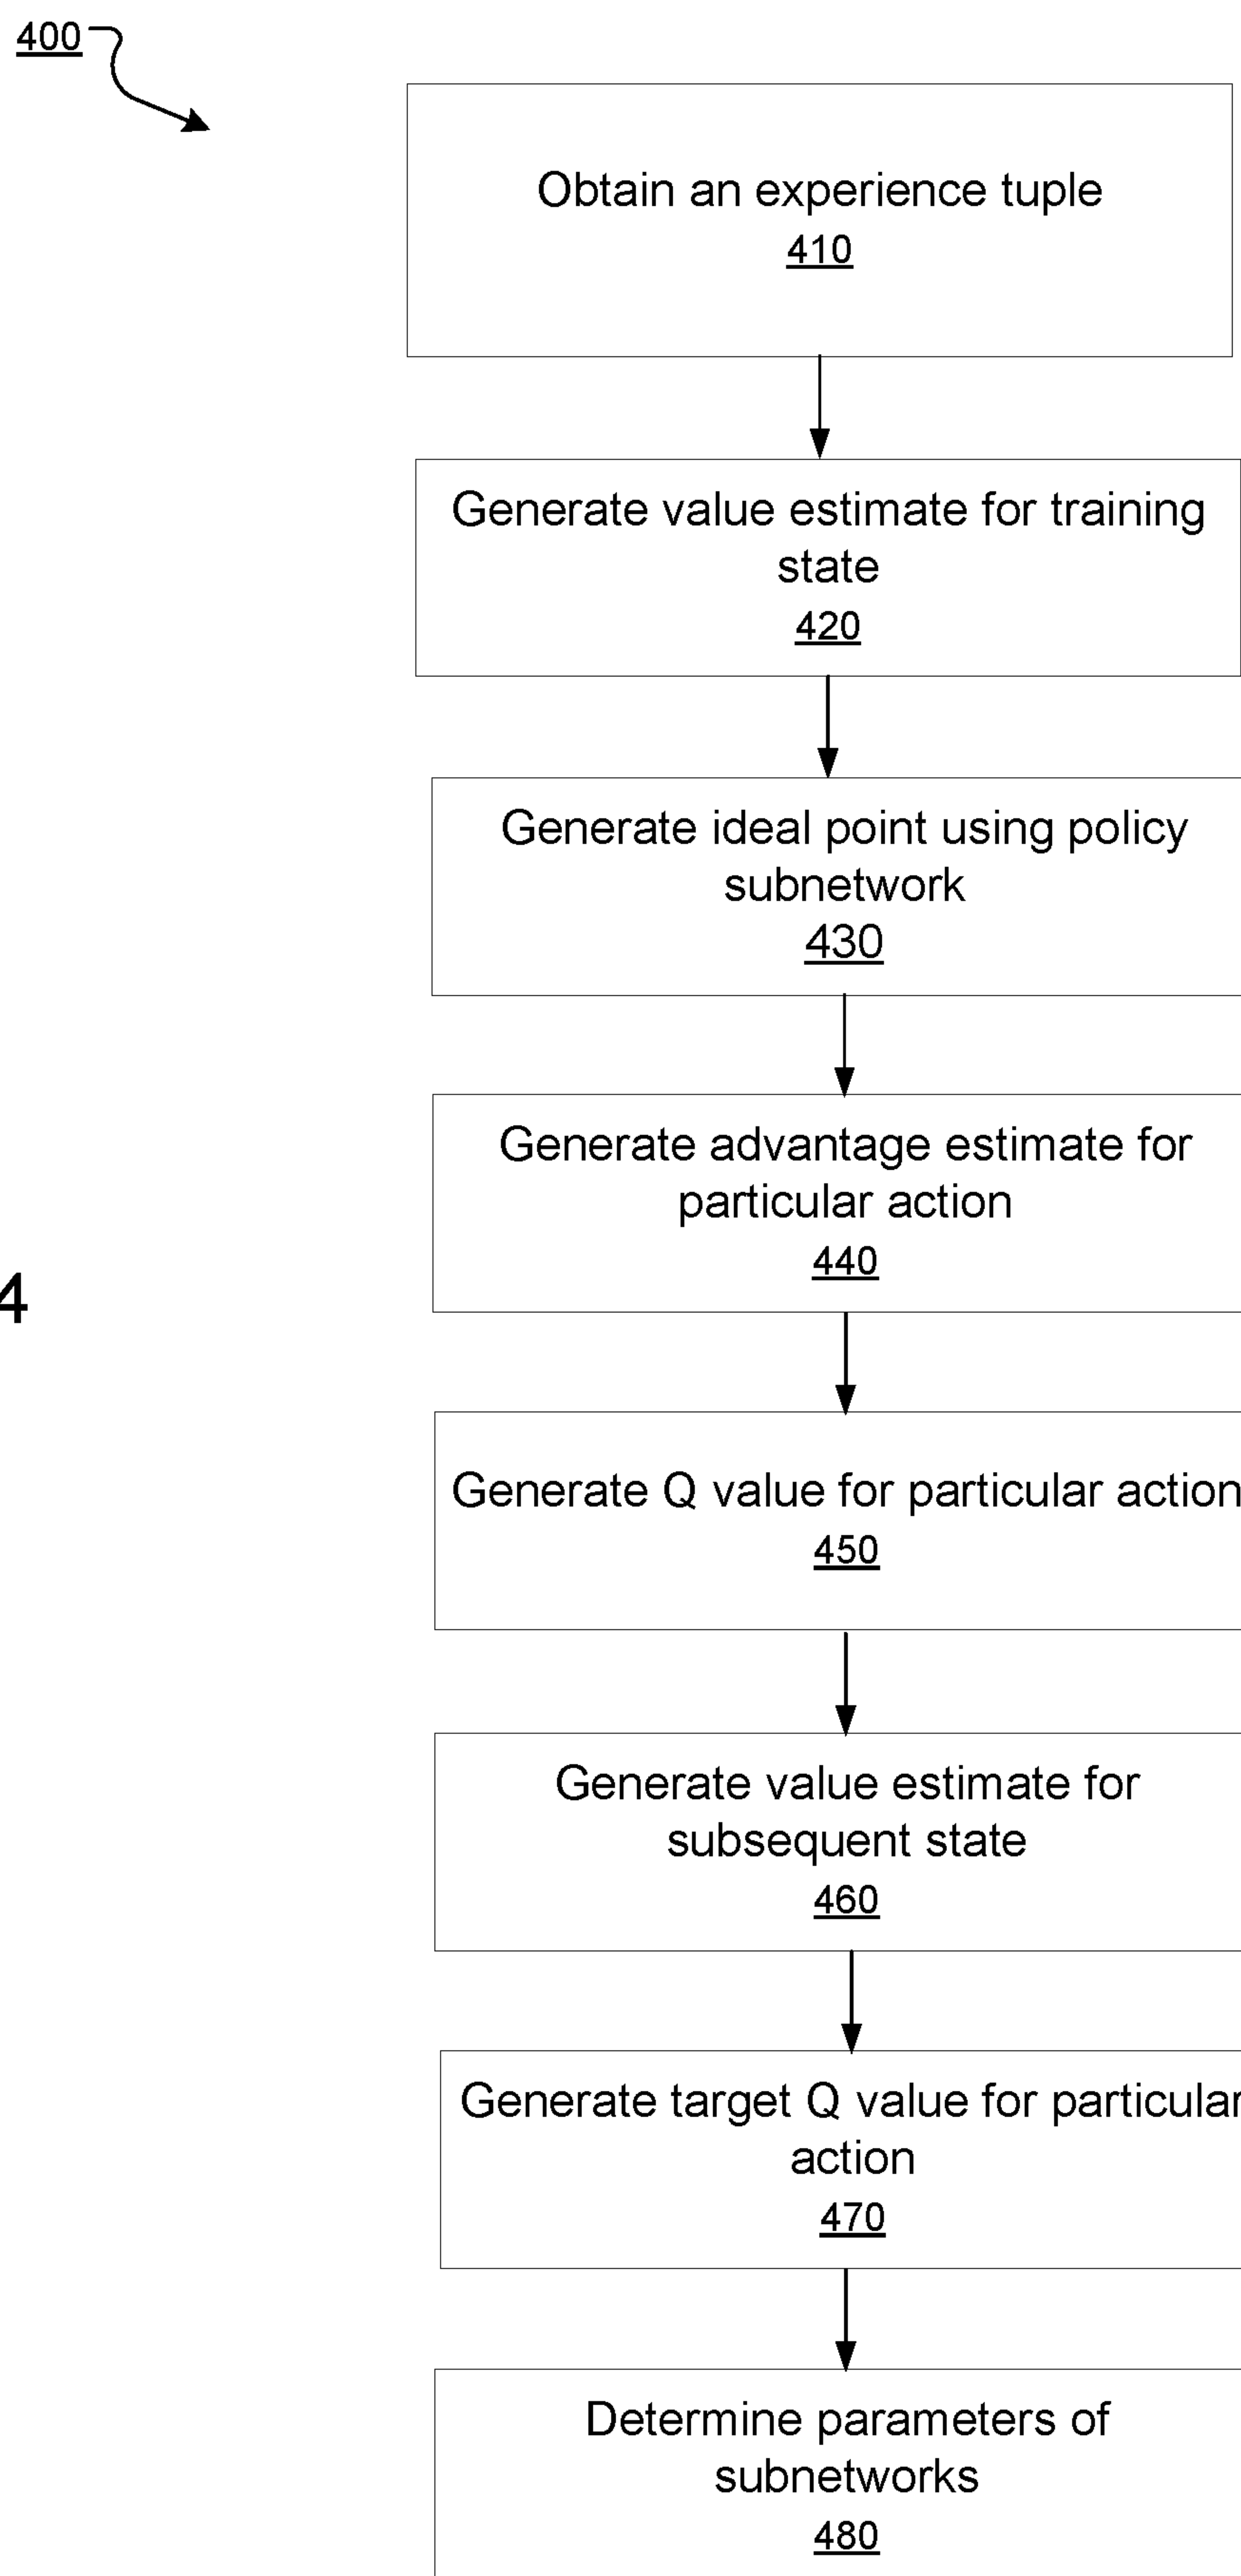 400
Obtain an experience tuple
410
Generate value estimate for training
state
420
Generate ideal point using policy
subnetwork
430
Generate advantage estimate for
particular action
440
4
Generate Q value for particular action
450
Generate value estimate for
subsequent state
460
Generate target Q value for particular
action
470
Determine parameters of
subnetworks
480